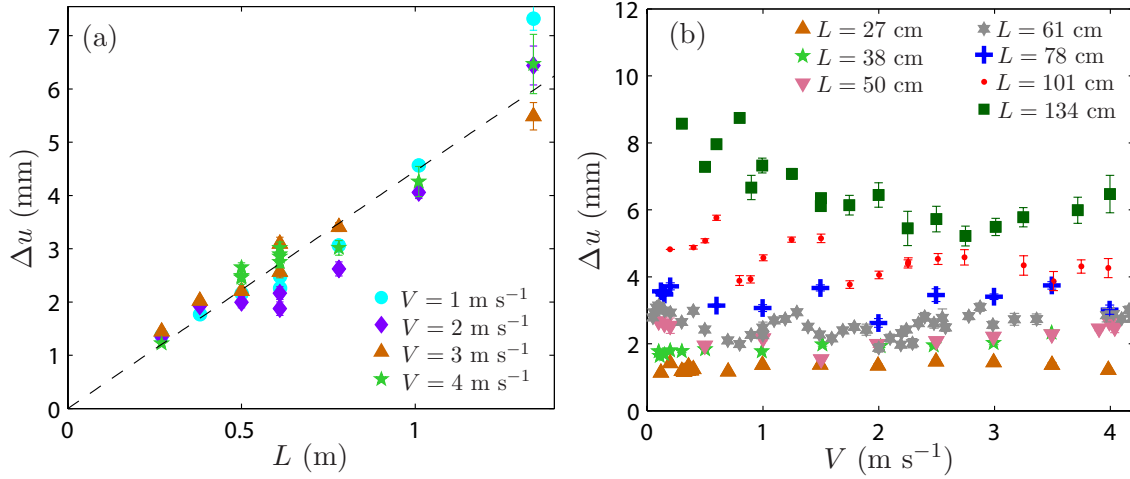 (a)
7
6
5
4
3
2
1
0
Δu (mm)
0
0.5
1
L (m)
V = 1 m s⁻¹
V = 2 m s⁻¹
V = 3 m s⁻¹
V = 4 m s⁻¹
(b)
12
10
8
6
4
2
0
Δu (mm)
0
1
2
3
4
V (m s⁻¹)
L = 27 cm
L = 38 cm
L = 50 cm
L = 61 cm
L = 78 cm
L = 101 cm
L = 134 cm